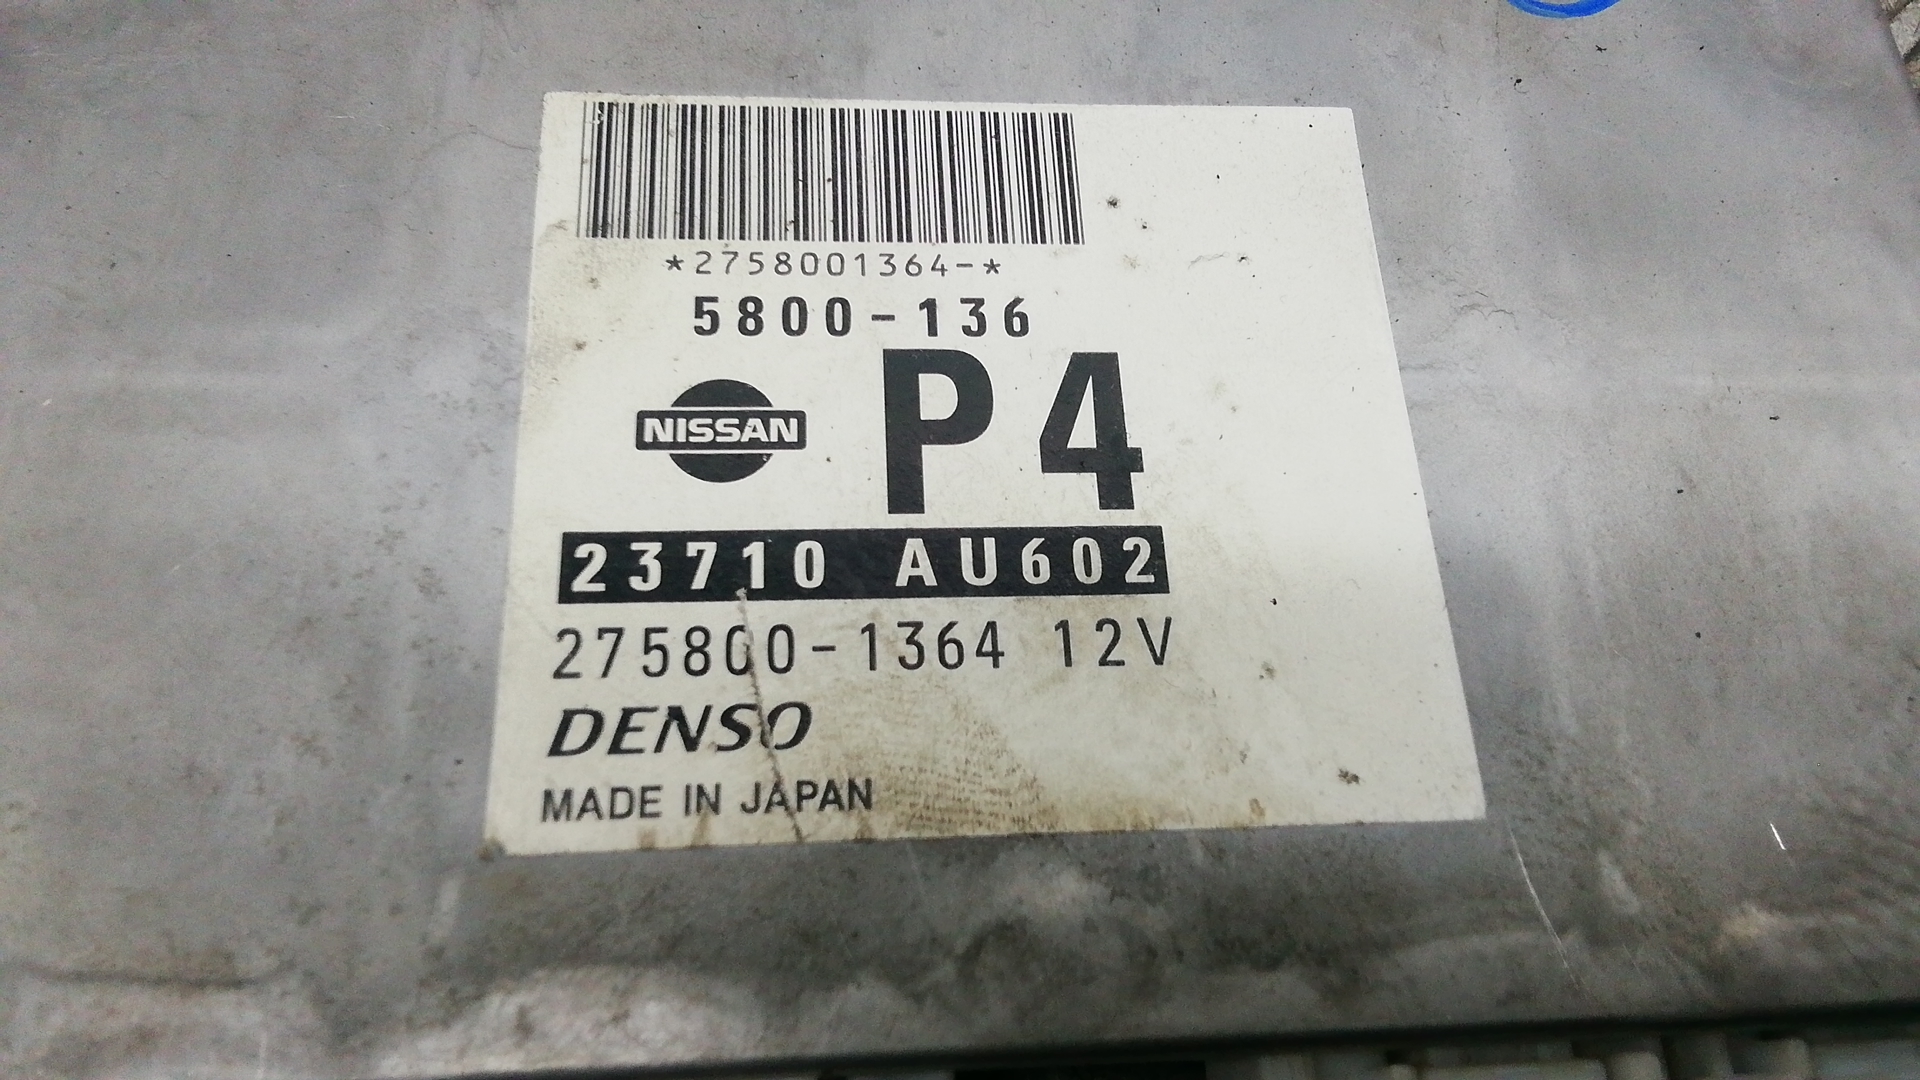 *2758001364-*
5800-136
NISSAN P4
23710 AU602
275800-1364 12V
DENSO
MADE IN JAPAN